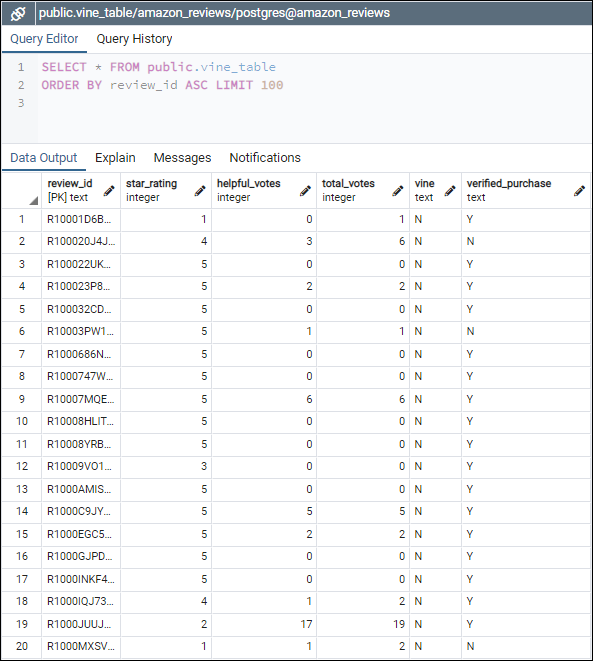 public.vine_table/amazon_reviews/postgres@amazon_reviews
Query Editor Query History
1 SELECT * FROM public.vine_table
2 ORDER BY review_id ASC LIMIT 100
3
Data Output Explain Messages Notifications
review_id star_rating helpful_votes total_votes vine verified_purchase
[PK] text integer integer integer text text
1 R10001D6B... 1 0 1 N Y
2 R100020J4J... 4 3 6 N N
3 R100022UK... 5 0 0 N Y
4 R100023P8... 5 2 2 N Y
5 R100032CD... 5 0 0 N Y
6 R10003PW1... 5 1 1 N N
7 R1000686N... 5 0 0 N Y
8 R1000747W... 5 0 0 N Y
9 R10007MQE... 5 6 6 N Y
10 R10008HLIT... 5 0 0 N Y
11 R10008YRB... 5 0 0 N Y
12 R10009VO1... 3 0 0 N Y
13 R1000AMIS... 5 0 0 N Y
14 R1000C9JY... 5 5 5 N Y
15 R1000EGC5... 5 2 2 N Y
16 R1000GJPD... 5 0 0 N Y
17 R1000INKF4... 5 0 0 N Y
18 R1000IQJ73... 4 1 2 N Y
19 R1000JUUJ... 2 17 19 N Y
20 R1000MXSV... 1 1 2 N N